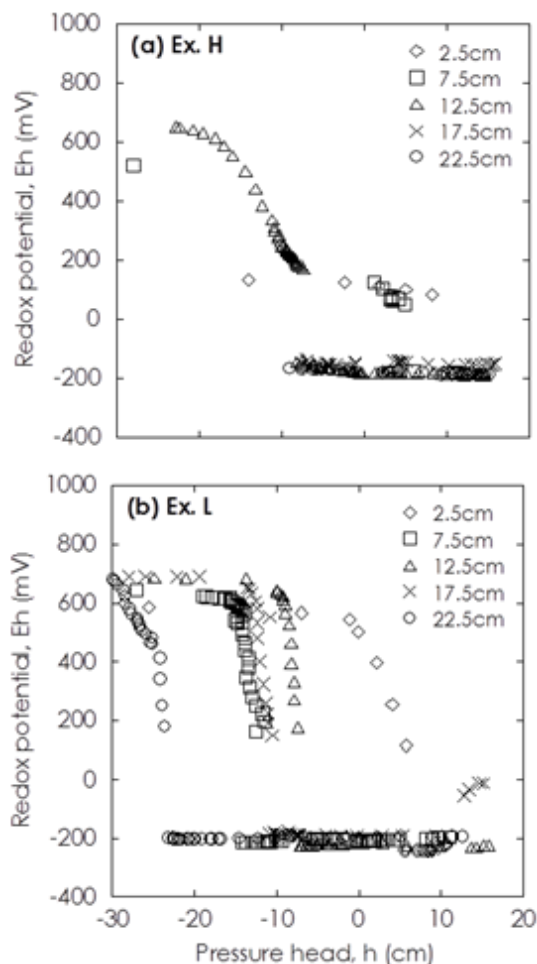 1000
(a) Ex. H
2.5cm
800
7.5cm
12.5cm
600
17.5cm
22.5cm
400
200
0
-200
-400
Redox potential, Eh (mV)
1000
(b) Ex. L
2.5cm
800
7.5cm
12.5cm
600
17.5cm
22.5cm
400
200
0
-200
-400
Redox potential, Eh (mV)
-30 -20 -10 0 10 20
Pressure head, h (cm)